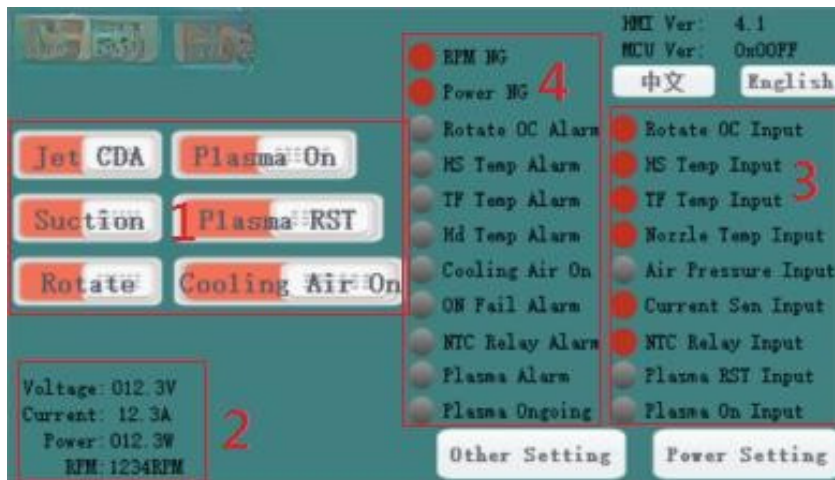 HMI Ver: 4.1
MCU Ver: 0x00FF
中文 English
Jet CDA
Plasma On
Suction
Plasma RST
Rotate
Cooling Air On
1
Voltage: 012.3V
Current: 12.3A
Power: 012.3W
RPM: 1234RPM
2
RPM NG
Power NG
Rotate OC Alarm
HS Temp Alarm
TF Temp Alarm
Hd Temp Alarm
Cooling Air On
ON Fail Alarm
NTC Relay Alarm
Plasma Alarm
Plasma Ongoing
4
Rotate OC Input
HS Temp Input
TF Temp Input
Nozzle Temp Input
Air Pressure Input
Current Sen Input
NTC Relay Input
Plasma RST Input
Plasma On Input
3
Other Setting
Power Setting